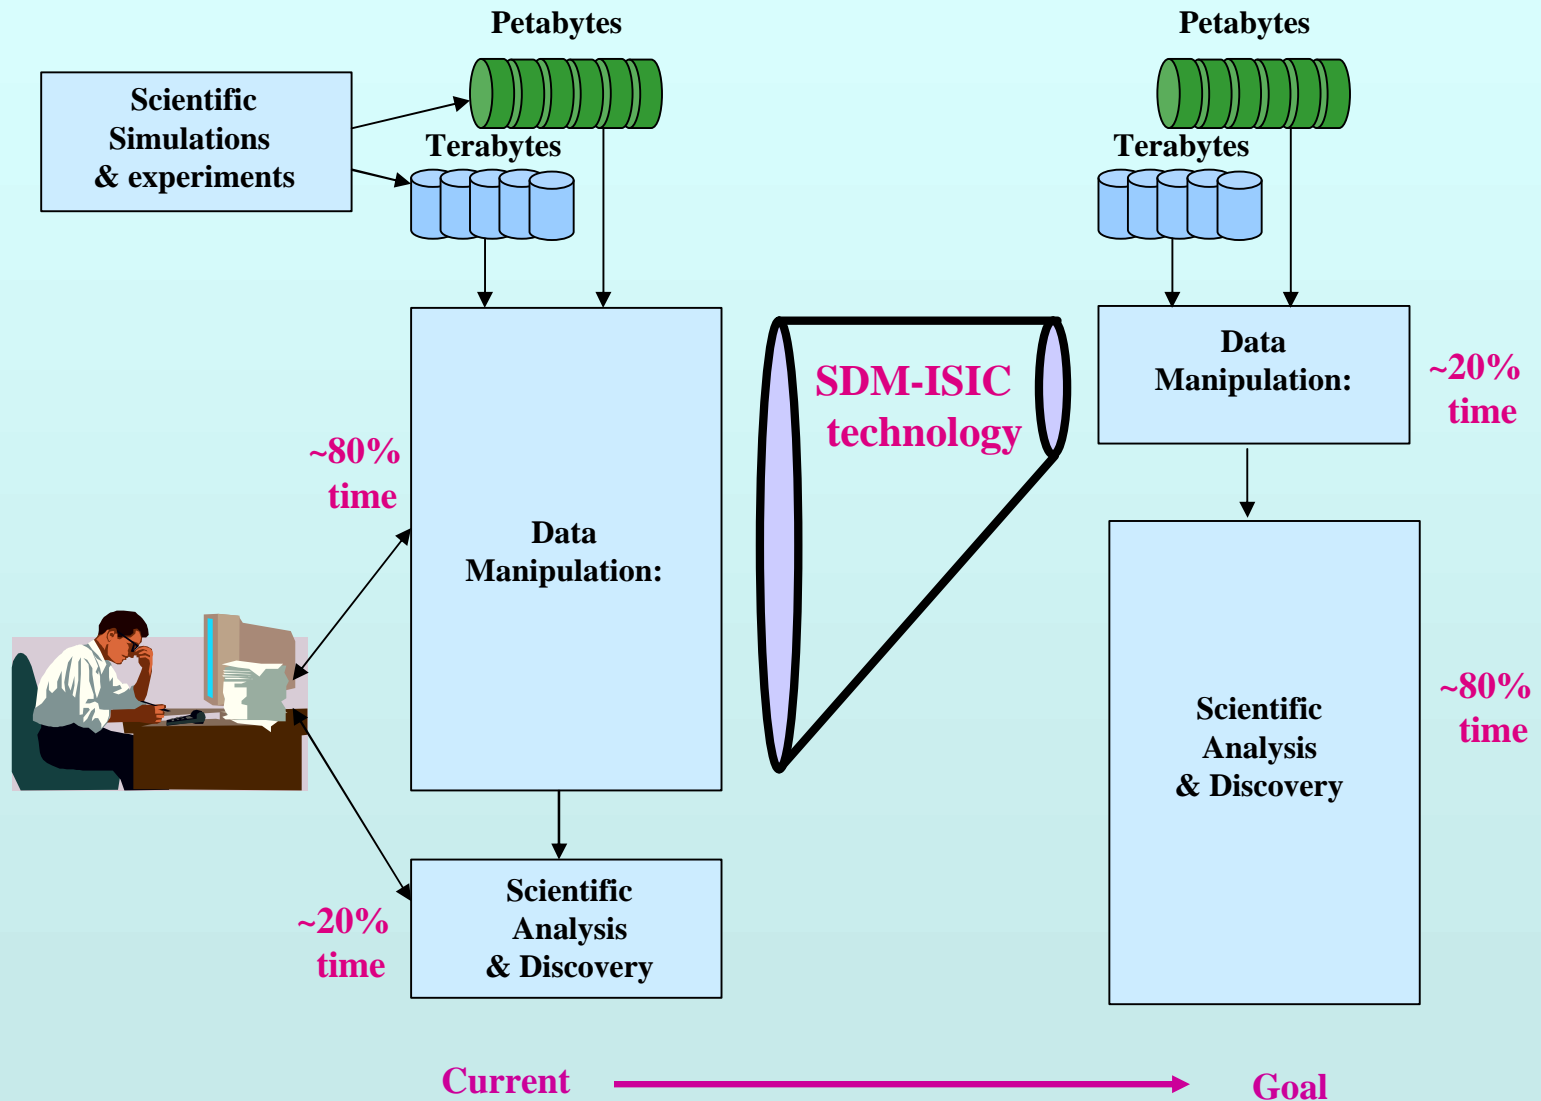 Petabytes
Scientific
Simulations
& experiments
Terabytes
~80%
time
Data
Manipulation:
~20%
time
Scientific
Analysis
& Discovery
SDM-ISIC
technology
Petabytes
Terabytes
Data
Manipulation:
~20%
time
Scientific
Analysis
& Discovery
~80%
time
Current
Goal